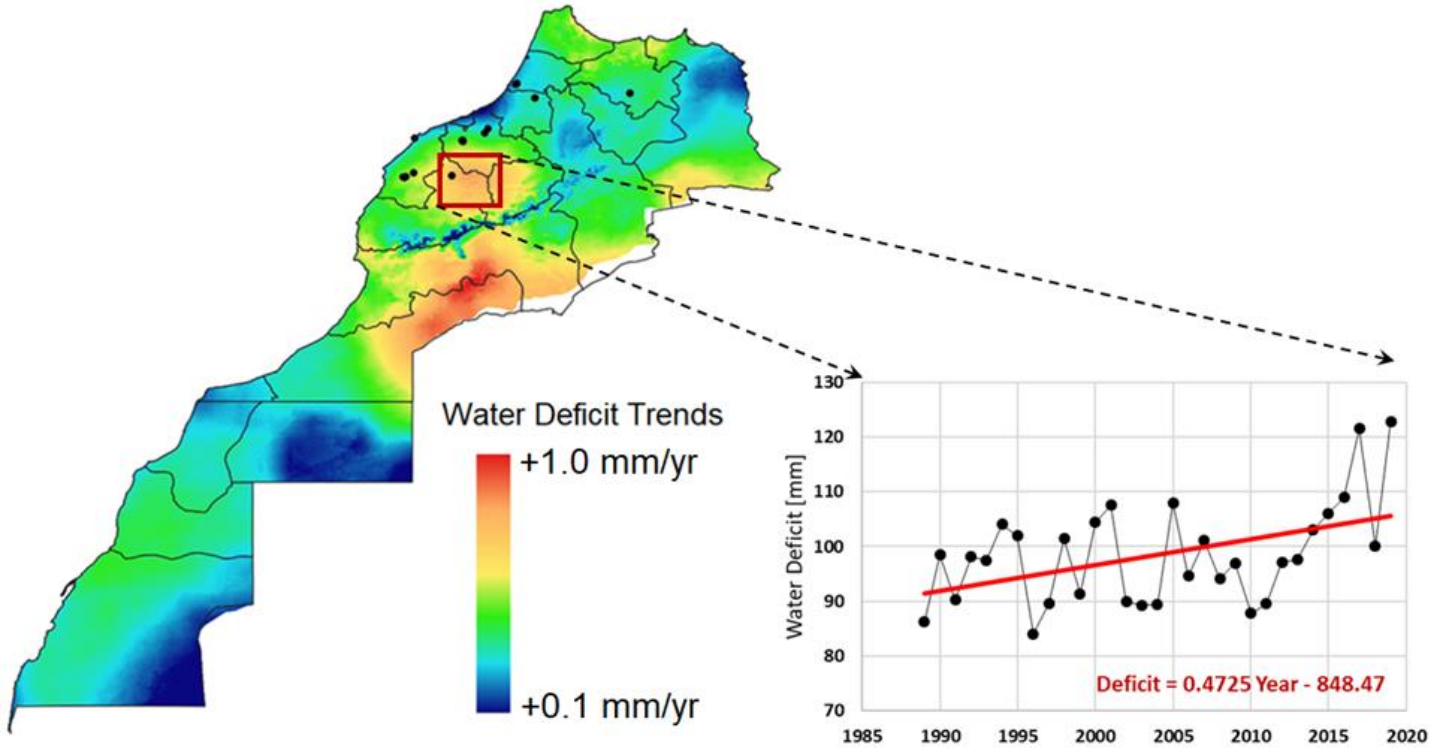 Water Deficit Trends
+1.0 mm/yr
+0.1 mm/yr
Water Deficit [mm]
130
120
110
100
90
80
70
Deficit = 0.4725 Year - 848.47
1985 1990 1995 2000 2005 2010 2015 2020